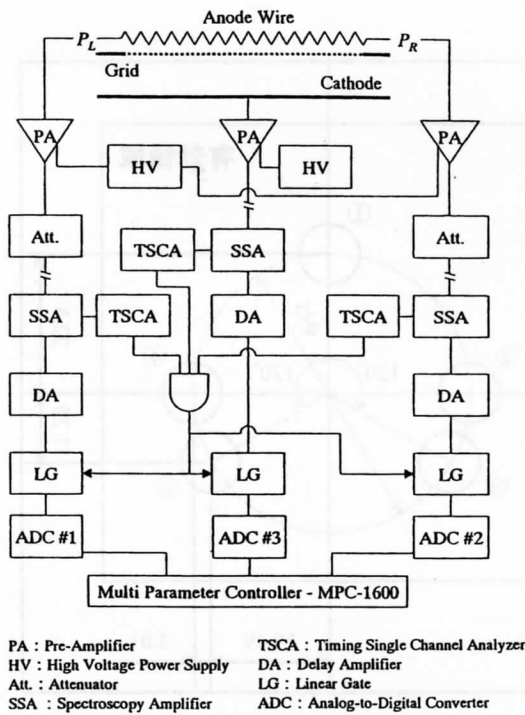 Anode Wire
P_L
P_R
Grid
Cathode
PA
PA
PA
HV
HV
Att.
TSCA
SSA
Att.
SSA
TSCA
DA
TSCA
SSA
DA
DA
LG
LG
LG
ADC #1
ADC #3
ADC #2
Multi Parameter Controller - MPC-1600
PA : Pre-Amplifier
TSCA : Timing Single Channel Analyzer
HV : High Voltage Power Supply
DA : Delay Amplifier
Att. : Attenuator
LG : Linear Gate
SSA : Spectroscopy Amplifier
ADC : Analog-to-Digital Converter